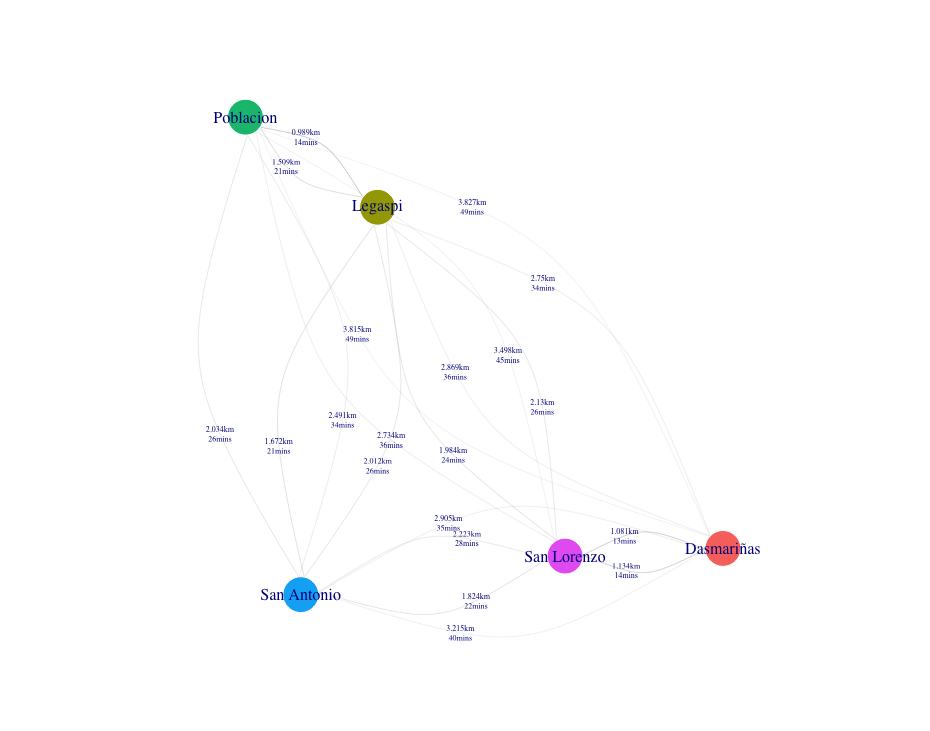 Poblacion
0.989km
14mins
1.509km
21mins
Legaspi
3.827km
49mins
2.75km
34mins
3.815km
49mins
3.498km
45mins
2.869km
36mins
2.13km
26mins
2.491km
34mins
2.034km
26mins
2.734km
36mins
1.672km
21mins
1.984km
24mins
2.012km
26mins
2.905km
35mins
2.223km
28mins
1.081km
13mins
San Lorenzo
Dasmariñas
1.134km
14mins
San Antonio
1.824km
22mins
3.215km
40mins